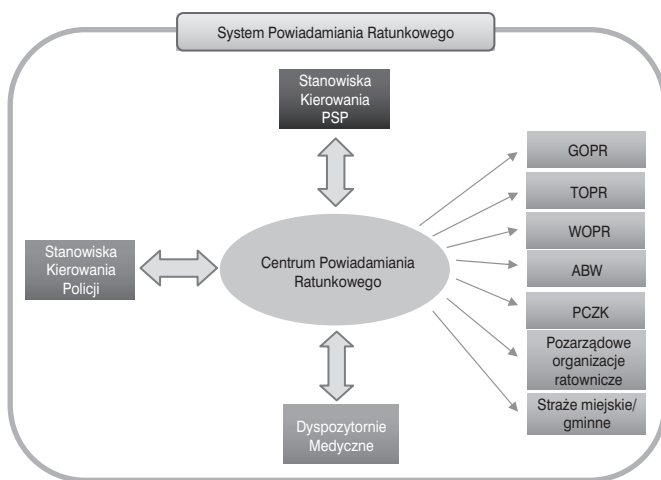 System Powiadamiania Ratunkowego
Stanowiska
Kierowania
PSP
Stanowiska
Kierowania
Policji
Centrum Powiadamiania
Ratunkowego
Dyspozytornie
Medyczne
GOPR
TOPR
WOPR
ABW
PCZK
Pozarządowe
organizacje
ratownicze
Straże miejskie/
gminne